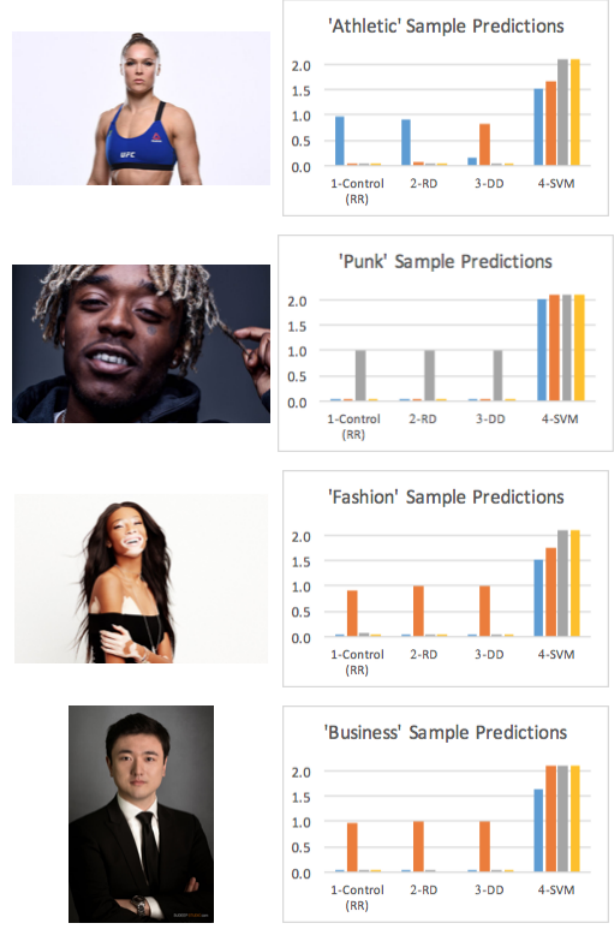 'Athletic' Sample Predictions
2.0
1.5
1.0
0.5
0.0
1-Control
(RR)
2-RD
3-DD
4-SVM
UFC
'Punk' Sample Predictions
2.0
1.5
1.0
0.5
0.0
1-Control
(RR)
2-RD
3-DD
4-SVM
'Fashion' Sample Predictions
2.0
1.5
1.0
0.5
0.0
1-Control
(RR)
2-RD
3-DD
4-SVM
'Business' Sample Predictions
2.0
1.5
1.0
0.5
0.0
1-Control
(RR)
2-RD
3-DD
4-SVM